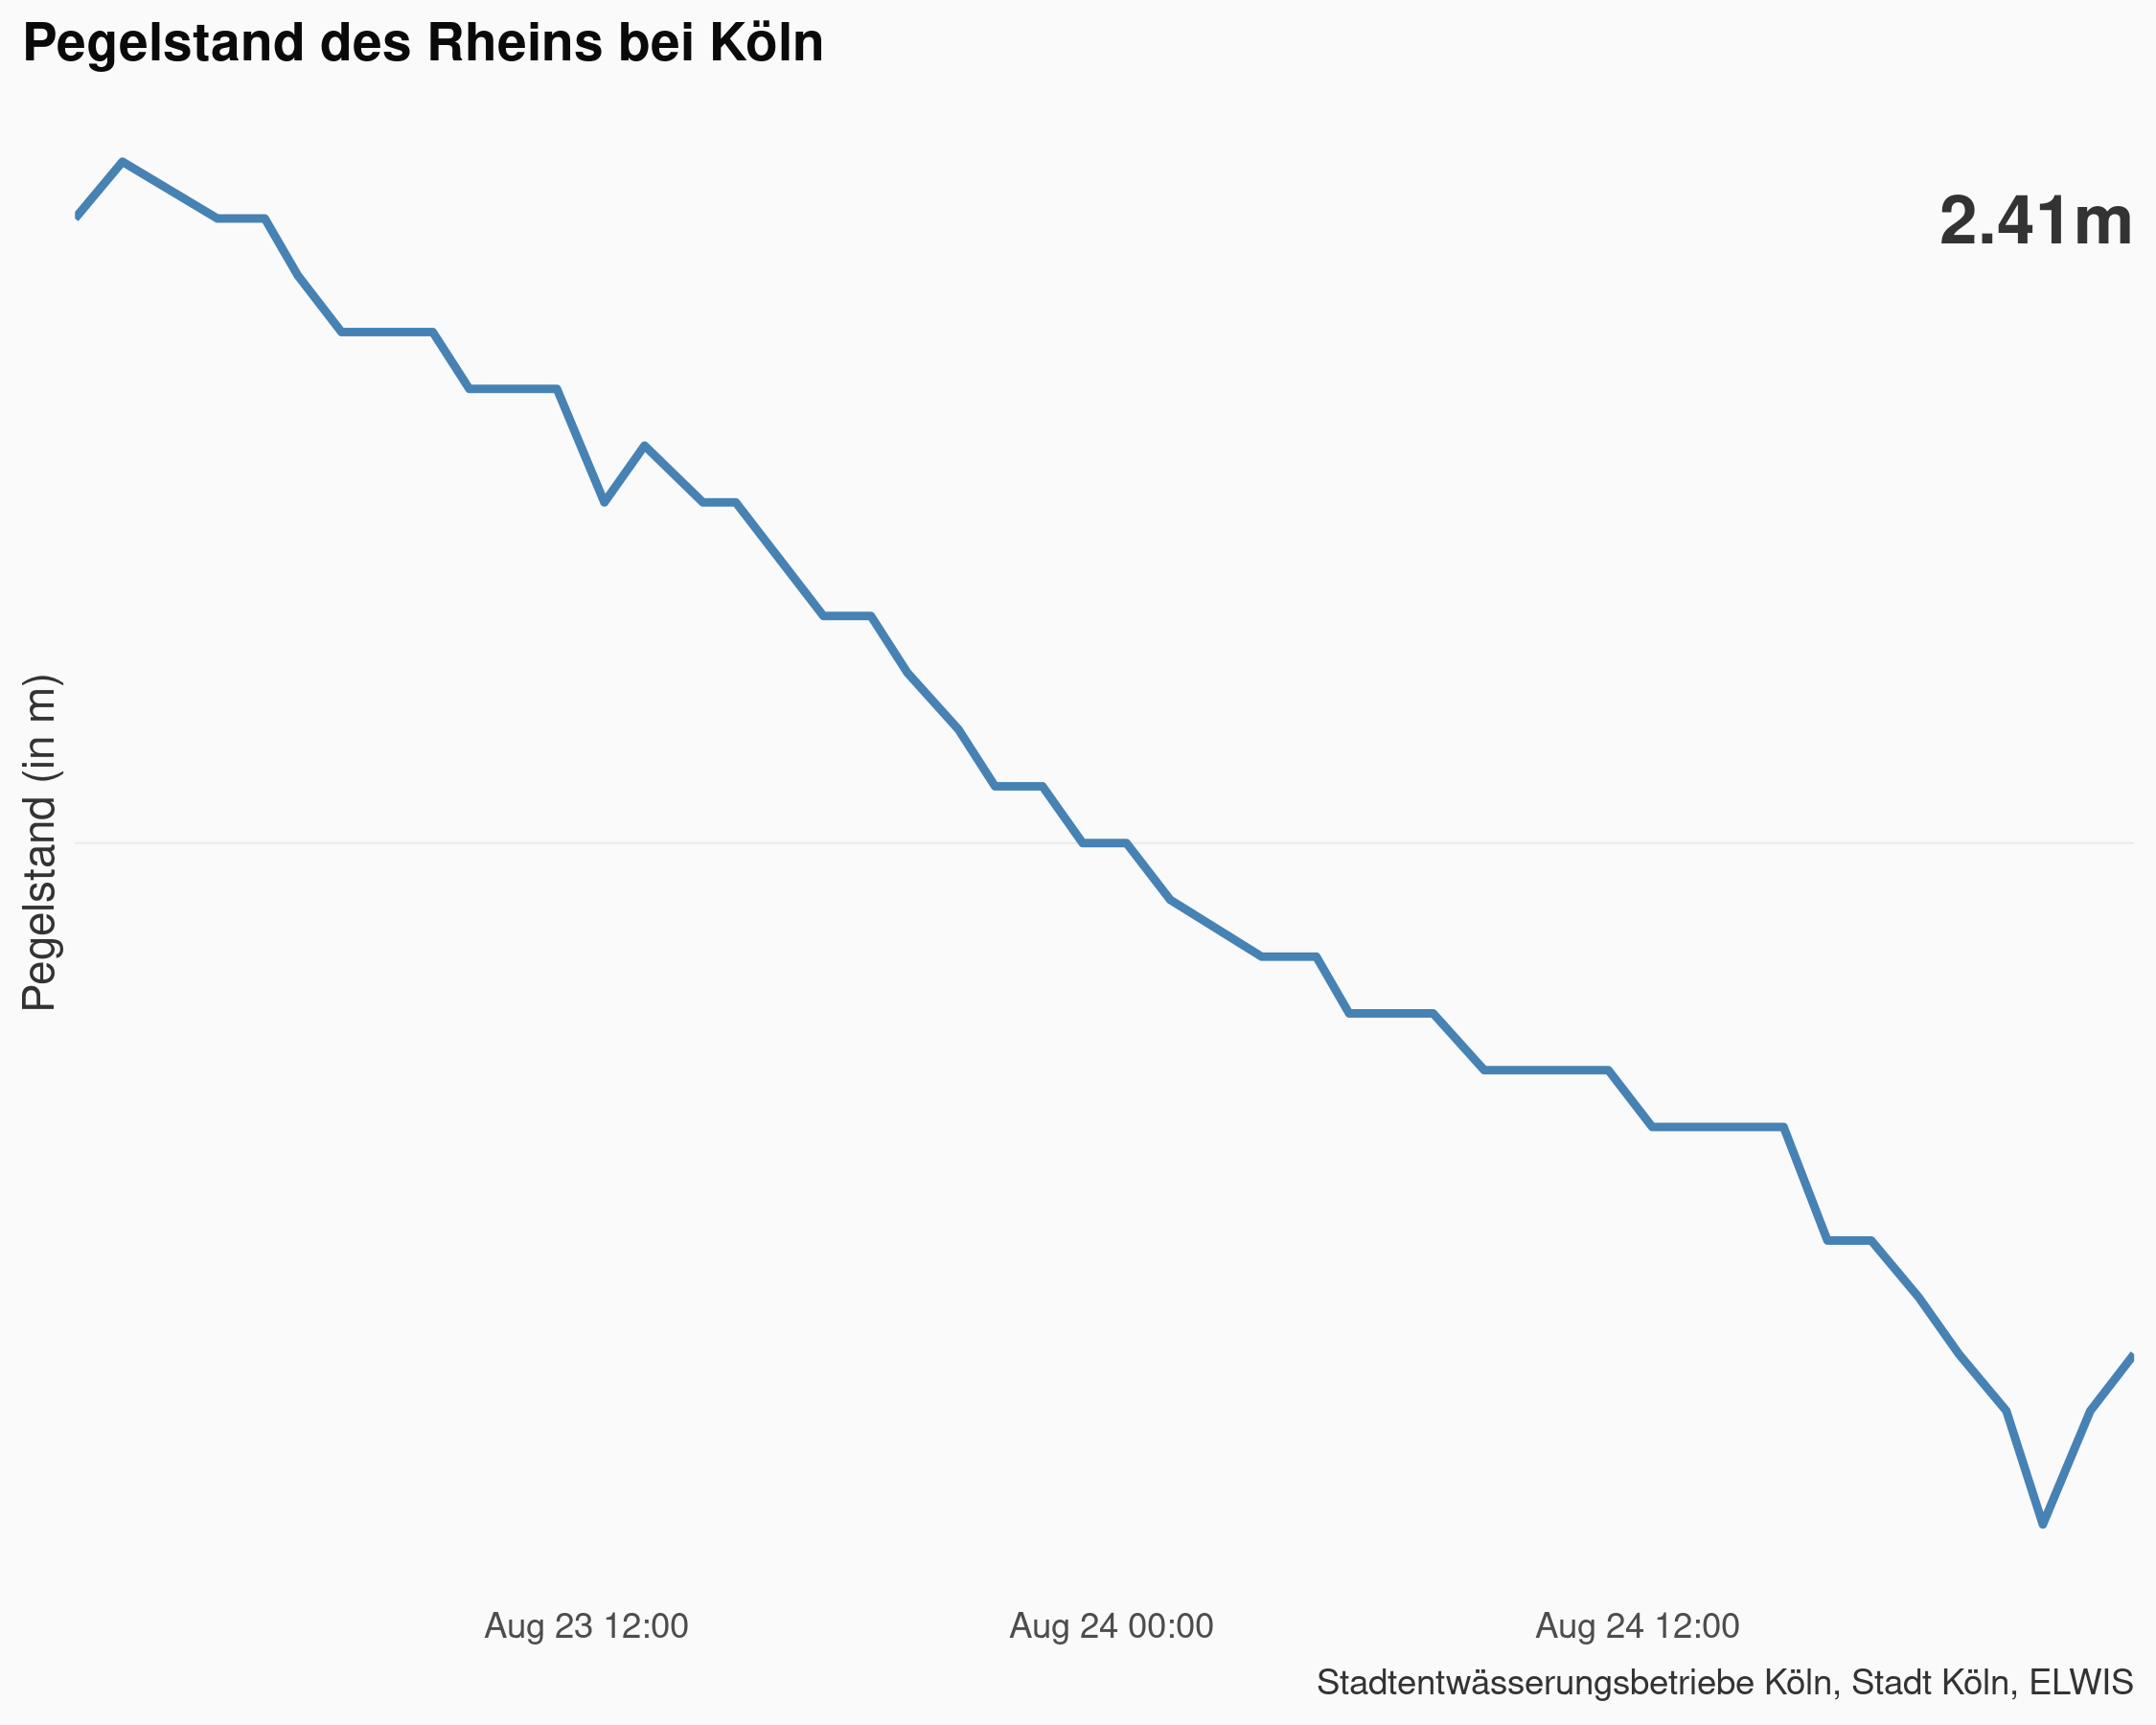 Pegelstand des Rheins bei Köln
2.41m
Pegelstand (in m)
Aug 23 12:00
Aug 24 00:00
Aug 24 12:00
Stadtentwässerungsbetriebe Köln, Stadt Köln, ELWIS